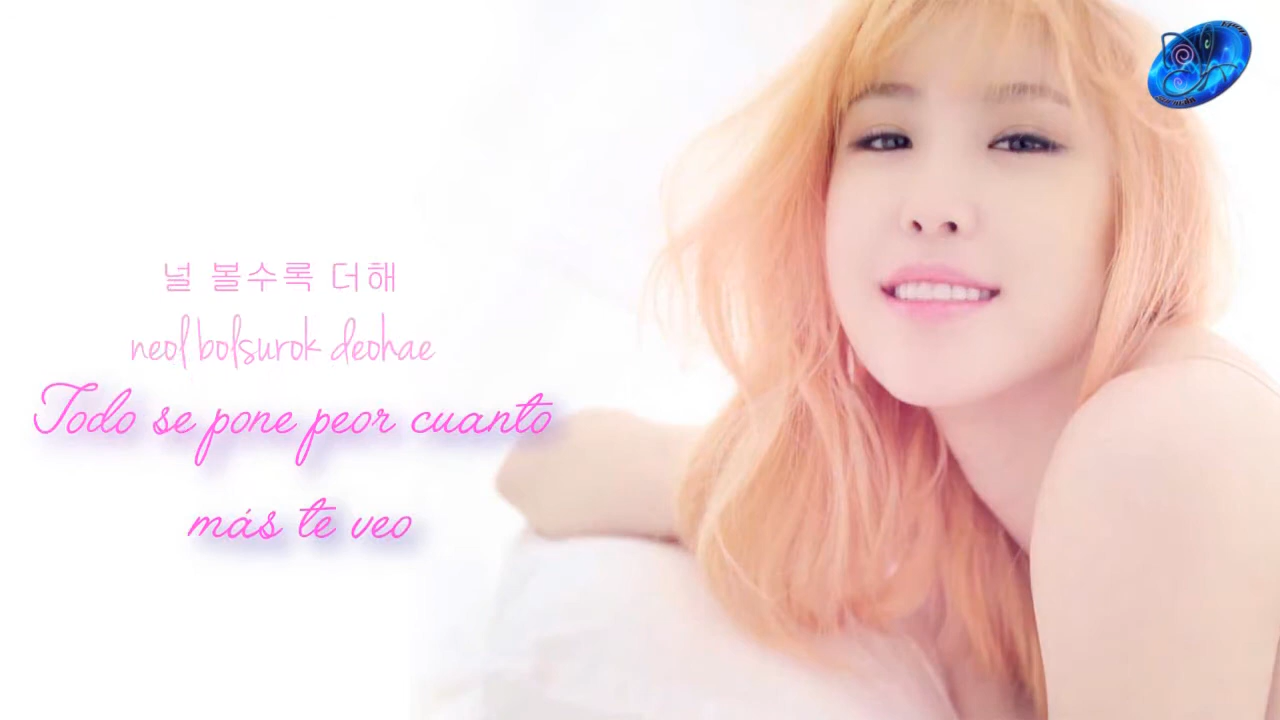 널 볼수록 더해
neol bolsurok deohae
Todo se pone peor cuanto
más te veo